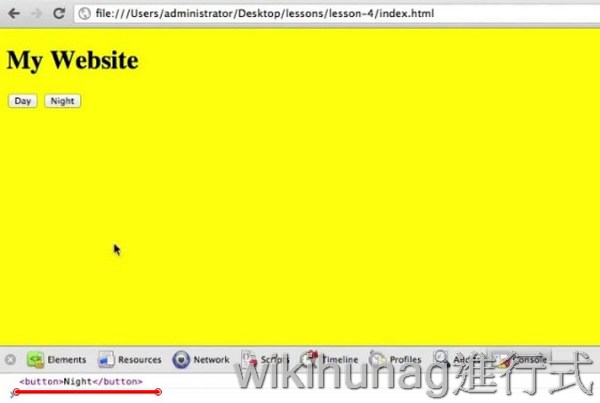 file:///Users/administrator/Desktop/lessons/lesson-4/index.html
My Website
Day Night
Elements Resources Network Scripts Timeline Profiles Console
<button>Night</button>
wikihunag進行式